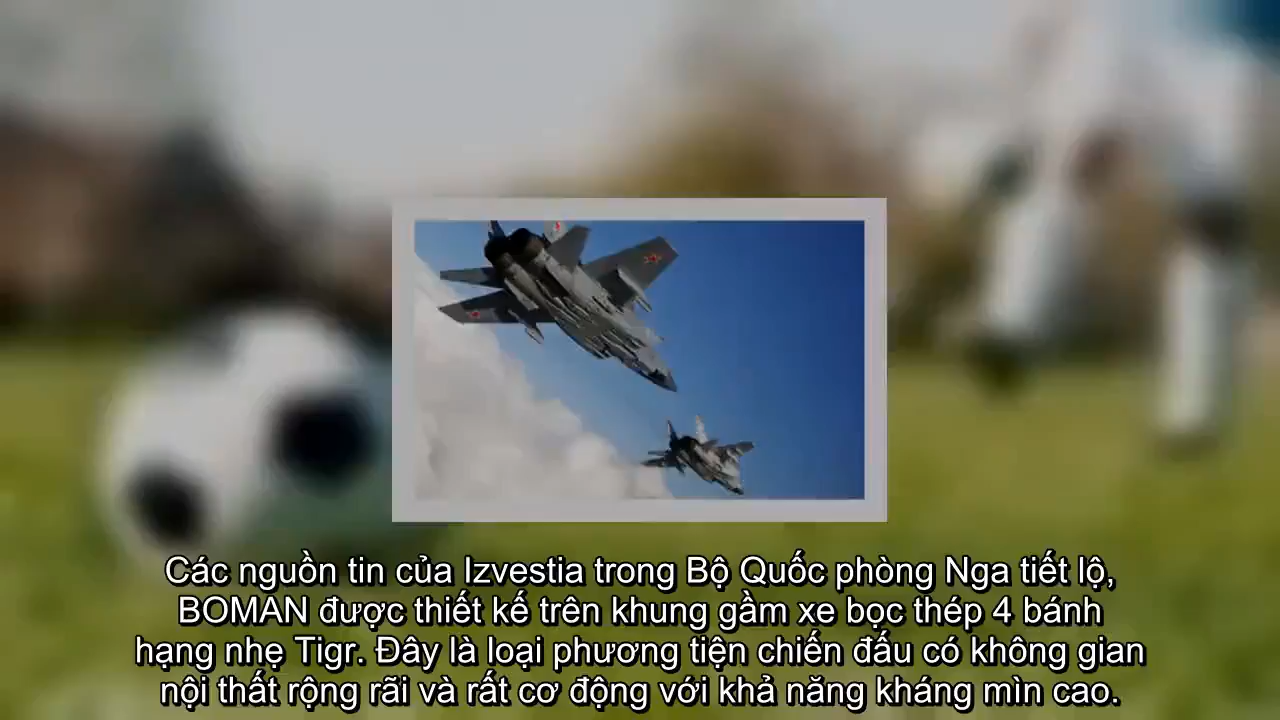 Các nguồn tin của Izvestia trong Bộ Quốc phòng Nga tiết lộ,
BOMAN được thiết kế trên khung gầm xe bọc thép 4 bánh
hạng nhẹ Tigr. Đây là loại phương tiện chiến đấu có không gian
nội thất rộng rãi và rất cơ động với khả năng kháng mìn cao.